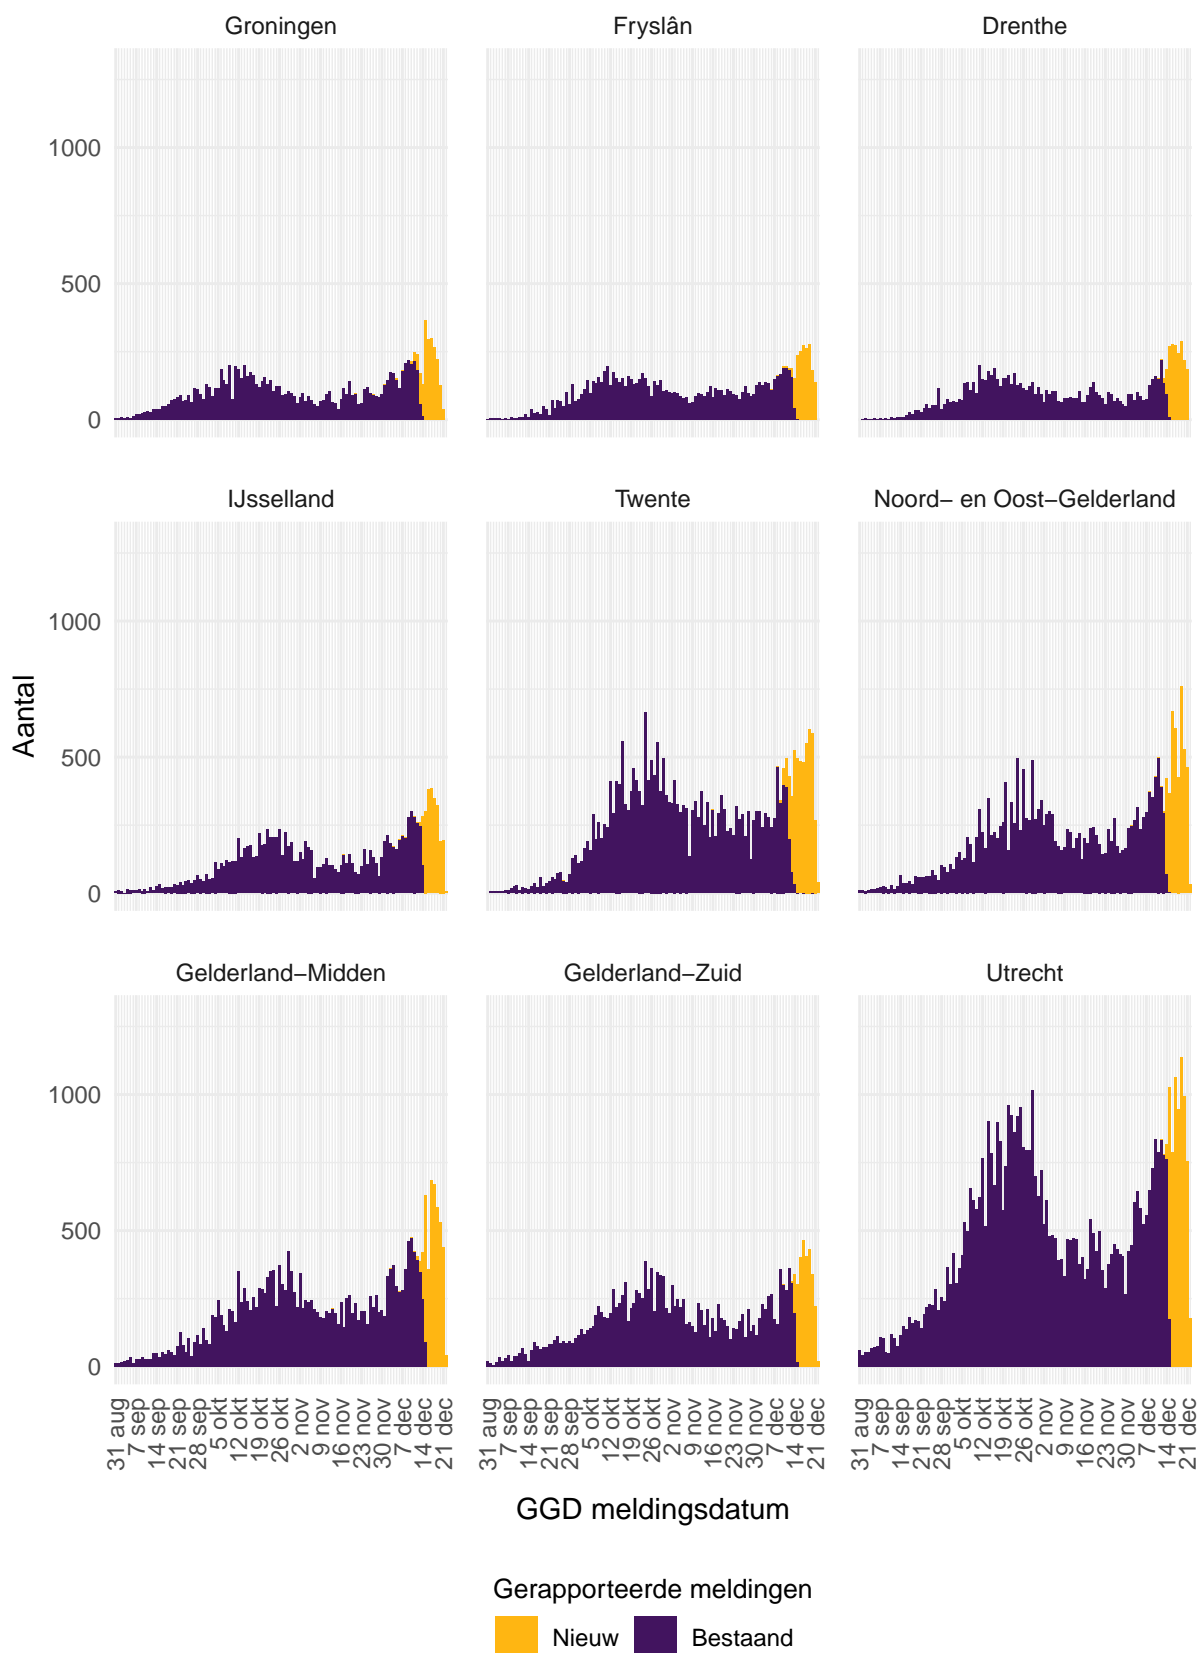 Groningen
Fryslân
Drenthe
1000
500
0
IJsselland
Twente
Noord− en Oost−Gelderland
1000
500
0
Aantal
Gelderland−Midden
Gelderland−Zuid
Utrecht
1000
500
0
31 aug
7 sep
14 sep
21 sep
28 sep
5 okt
12 okt
19 okt
26 okt
2 nov
9 nov
16 nov
23 nov
30 nov
7 dec
14 dec
21 dec
31 aug
7 sep
14 sep
21 sep
28 sep
5 okt
12 okt
19 okt
26 okt
2 nov
9 nov
16 nov
23 nov
30 nov
7 dec
14 dec
21 dec
31 aug
7 sep
14 sep
21 sep
28 sep
5 okt
12 okt
19 okt
26 okt
2 nov
9 nov
16 nov
23 nov
30 nov
7 dec
14 dec
21 dec
GGD meldingsdatum
Gerapporteerde meldingen
Nieuw Bestaand